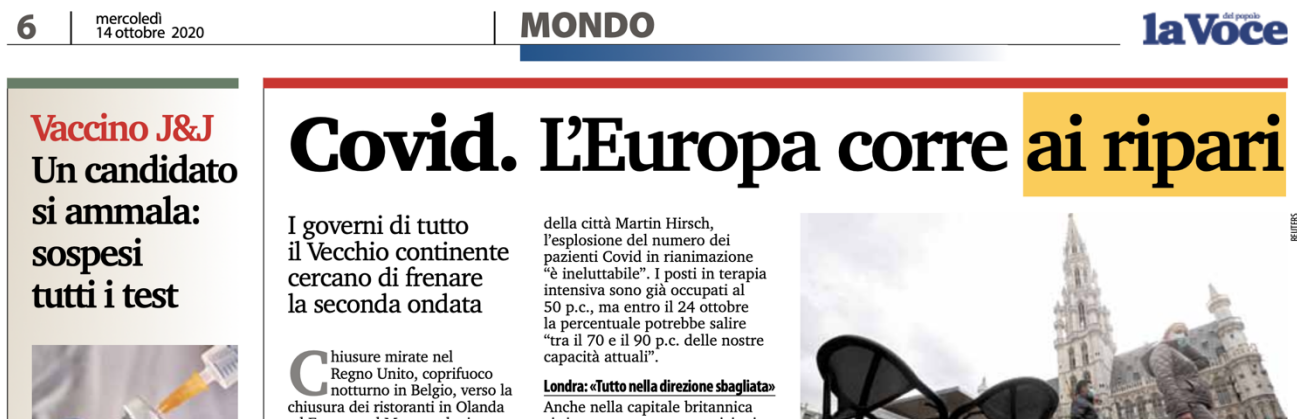 6
mercoledì
14 ottobre 2020
MONDO
la Voce
del popolo
Vaccino J&J
Un candidato
si ammala:
sospesi
tutti i test
Covid. L’Europa corre ai ripari
I governi di tutto
il Vecchio continente
cercano di frenare
la seconda ondata
Chiusure mirate nel
Regno Unito, coprifuoco
notturno in Belgio, verso la
chiusura dei ristoranti in Olanda
della città Martin Hirsch,
l’esplosione del numero dei
pazienti Covid in rianimazione
“è ineluttabile”. I posti in terapia
intensiva sono già occupati al
50 p.c., ma entro il 24 ottobre
la percentuale potrebbe salire
“tra il 70 e il 90 p.c. delle nostre
capacità attuali”.
Londra: «Tutto nella direzione sbagliata»
Anche nella capitale britannica
REUTERS